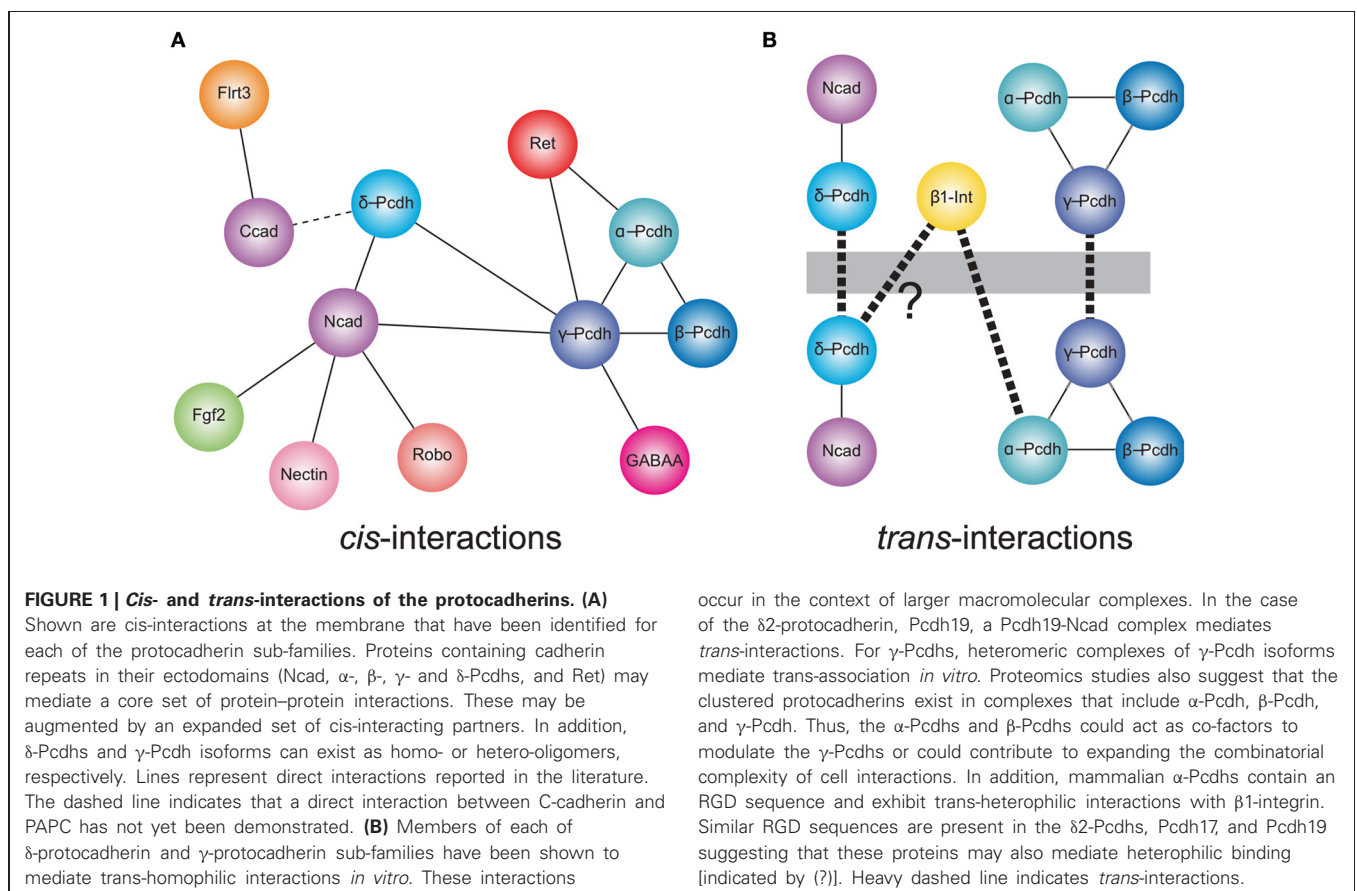 A
B
Flrt3
Ncad
α–Pcdh
β–Pcdh
Ret
δ–Pcdh
δ–Pcdh
β1-Int
γ–Pcdh
Ccad
α–Pcdh
?
Ncad
γ–Pcdh
β–Pcdh
δ–Pcdh
γ–Pcdh
Fgf2
Nectin
Robo
GABAA
Ncad
α–Pcdh
β–Pcdh
cis-interactions
trans-interactions
FIGURE 1 | Cis- and trans-interactions of the protocadherins. (A)
Shown are cis-interactions at the membrane that have been identified for
each of the protocadherin sub-families. Proteins containing cadherin
repeats in their ectodomains (Ncad, α-, β-, γ- and δ-Pcdhs, and Ret) may
mediate a core set of protein–protein interactions. These may be
augmented by an expanded set of cis-interacting partners. In addition,
δ-Pcdhs and γ-Pcdh isoforms can exist as homo- or hetero-oligomers,
respectively. Lines represent direct interactions reported in the literature.
The dashed line indicates that a direct interaction between C-cadherin and
PAPC has not yet been demonstrated. (B) Members of each of
δ-protocadherin and γ-protocadherin sub-families have been shown to
mediate trans-homophilic interactions in vitro. These interactions
occur in the context of larger macromolecular complexes. In the case
of the δ2-protocadherin, Pcdh19, a Pcdh19-Ncad complex mediates
trans-interactions. For γ-Pcdhs, heteromeric complexes of γ-Pcdh isoforms
mediate trans-association in vitro. Proteomics studies also suggest that the
clustered protocadherins exist in complexes that include α-Pcdh, β-Pcdh,
and γ-Pcdh. Thus, the α-Pcdhs and β-Pcdhs could act as co-factors to
modulate the γ-Pcdhs or could contribute to expanding the combinatorial
complexity of cell interactions. In addition, mammalian α-Pcdhs contain an
RGD sequence and exhibit trans-heterophilic interactions with β1-integrin.
Similar RGD sequences are present in the δ2-Pcdhs, Pcdh17, and Pcdh19
suggesting that these proteins may also mediate heterophilic binding
[indicated by (?)]. Heavy dashed line indicates trans-interactions.